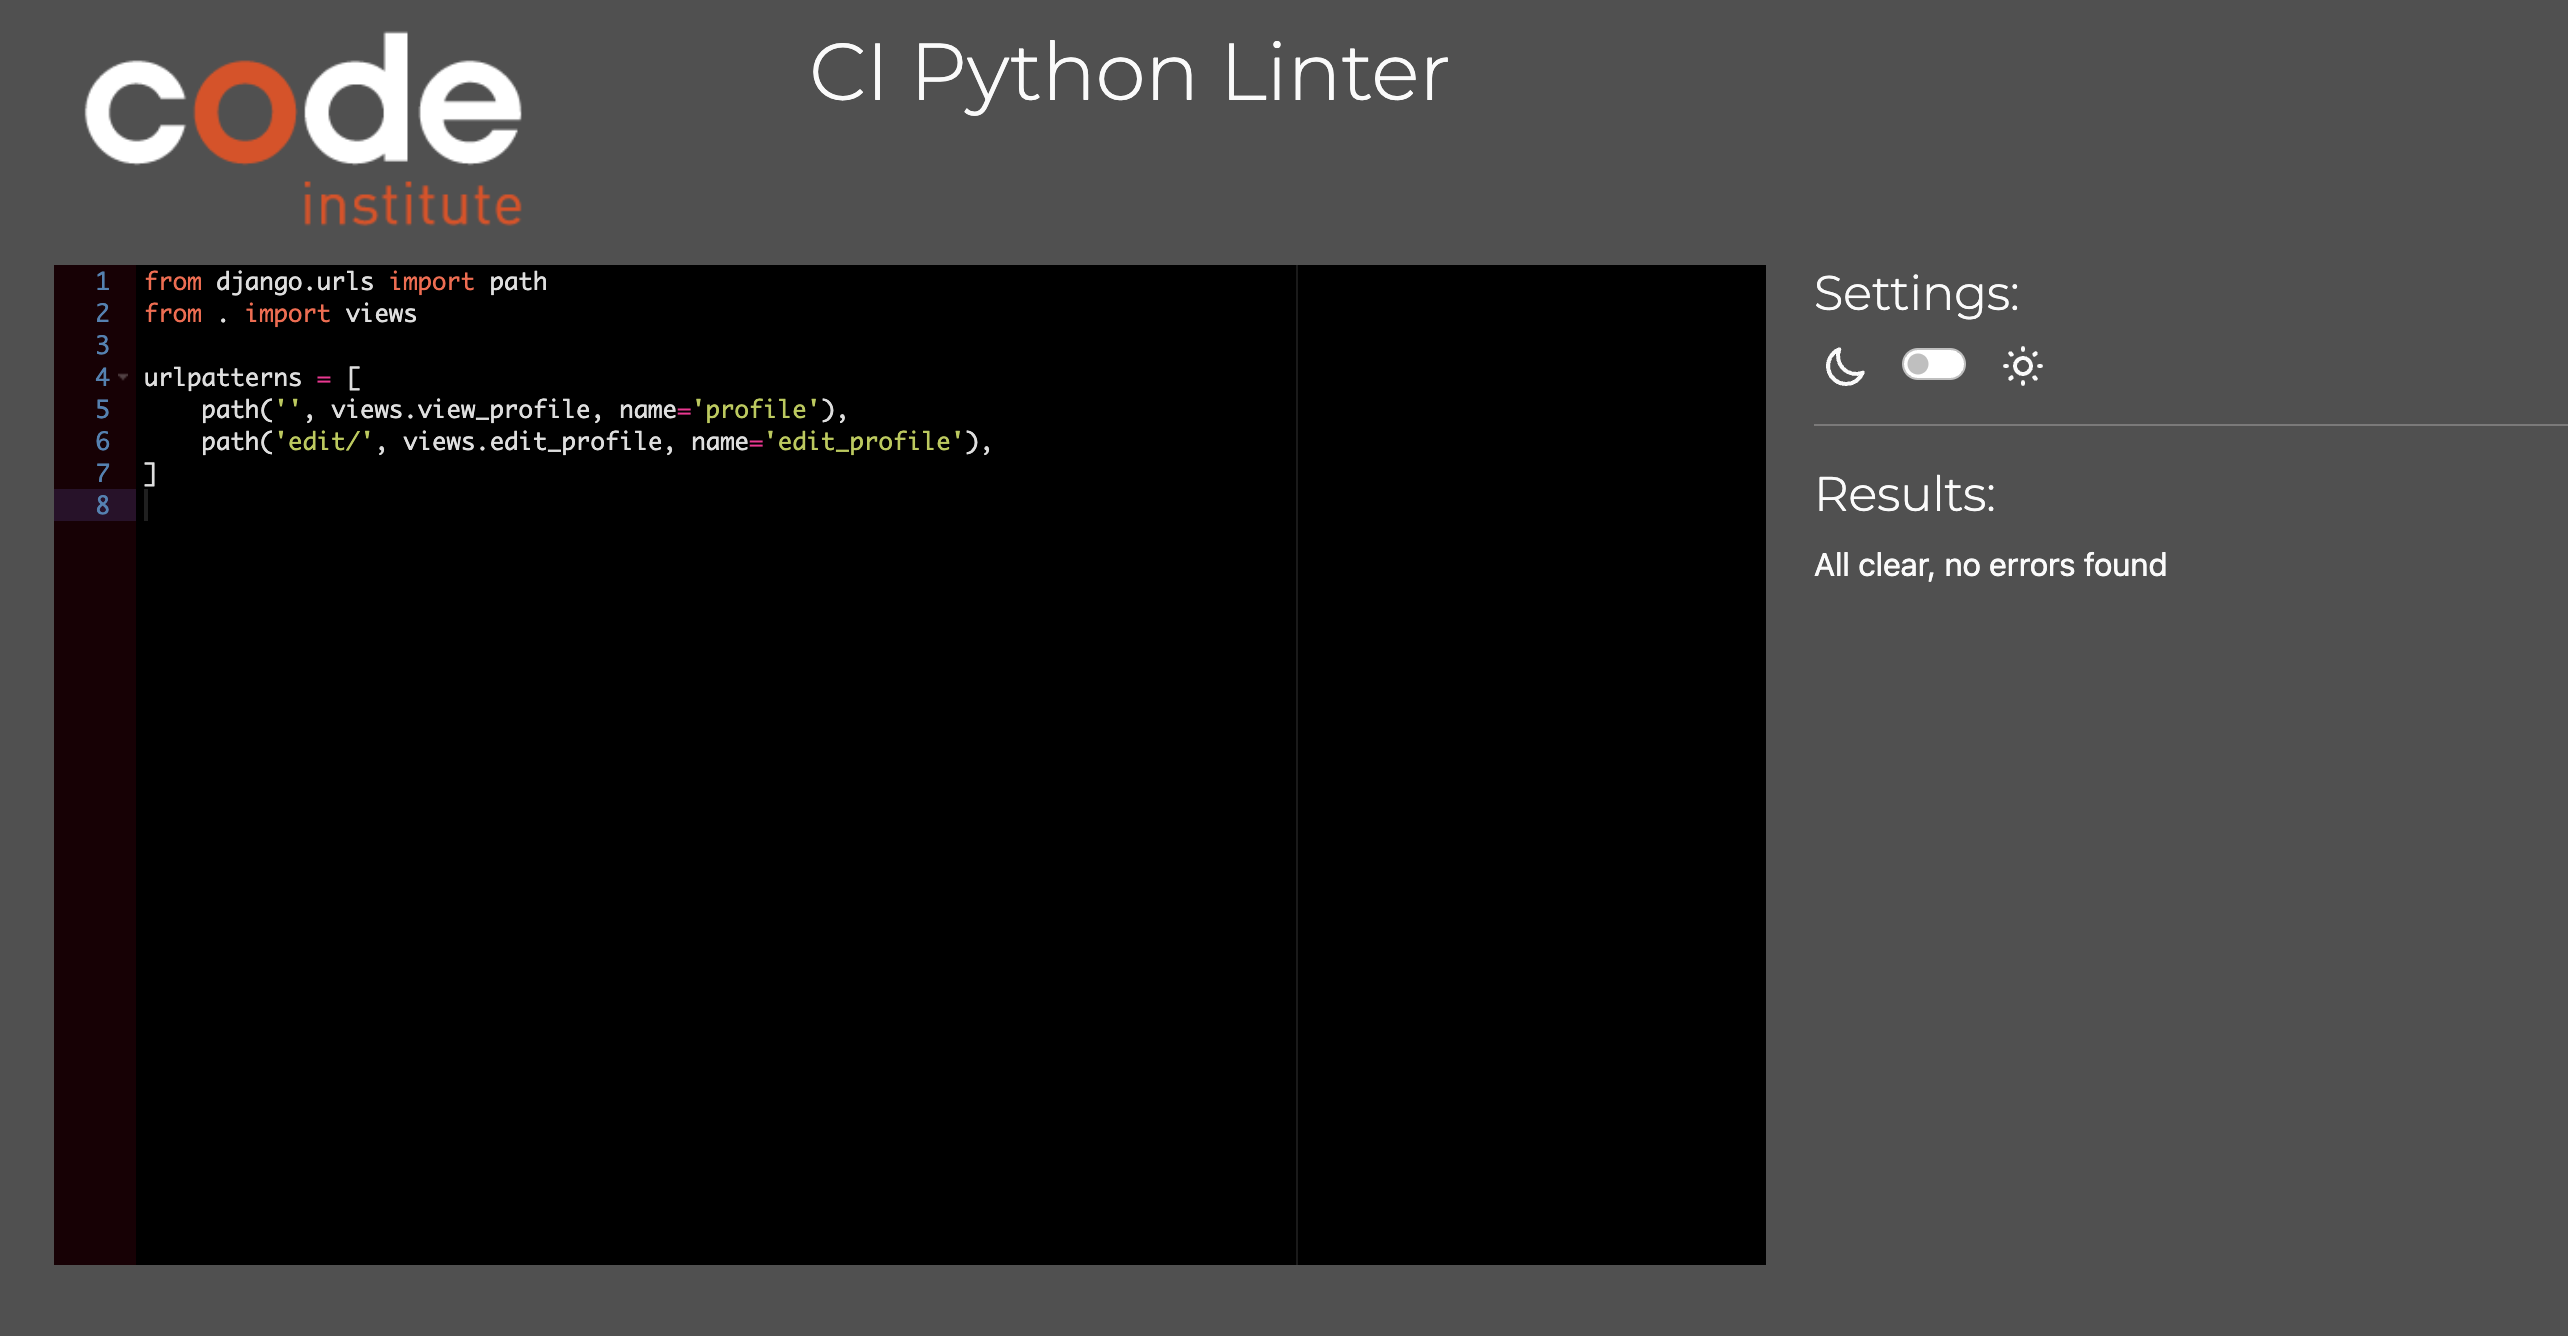 code
institute
CI Python Linter
1 from django.urls import path
2 from . import views
3
4 urlpatterns = [
5     path('', views.view_profile, name='profile'),
6     path('edit/', views.edit_profile, name='edit_profile'),
7 ]
8
Settings:
Results:
All clear, no errors found